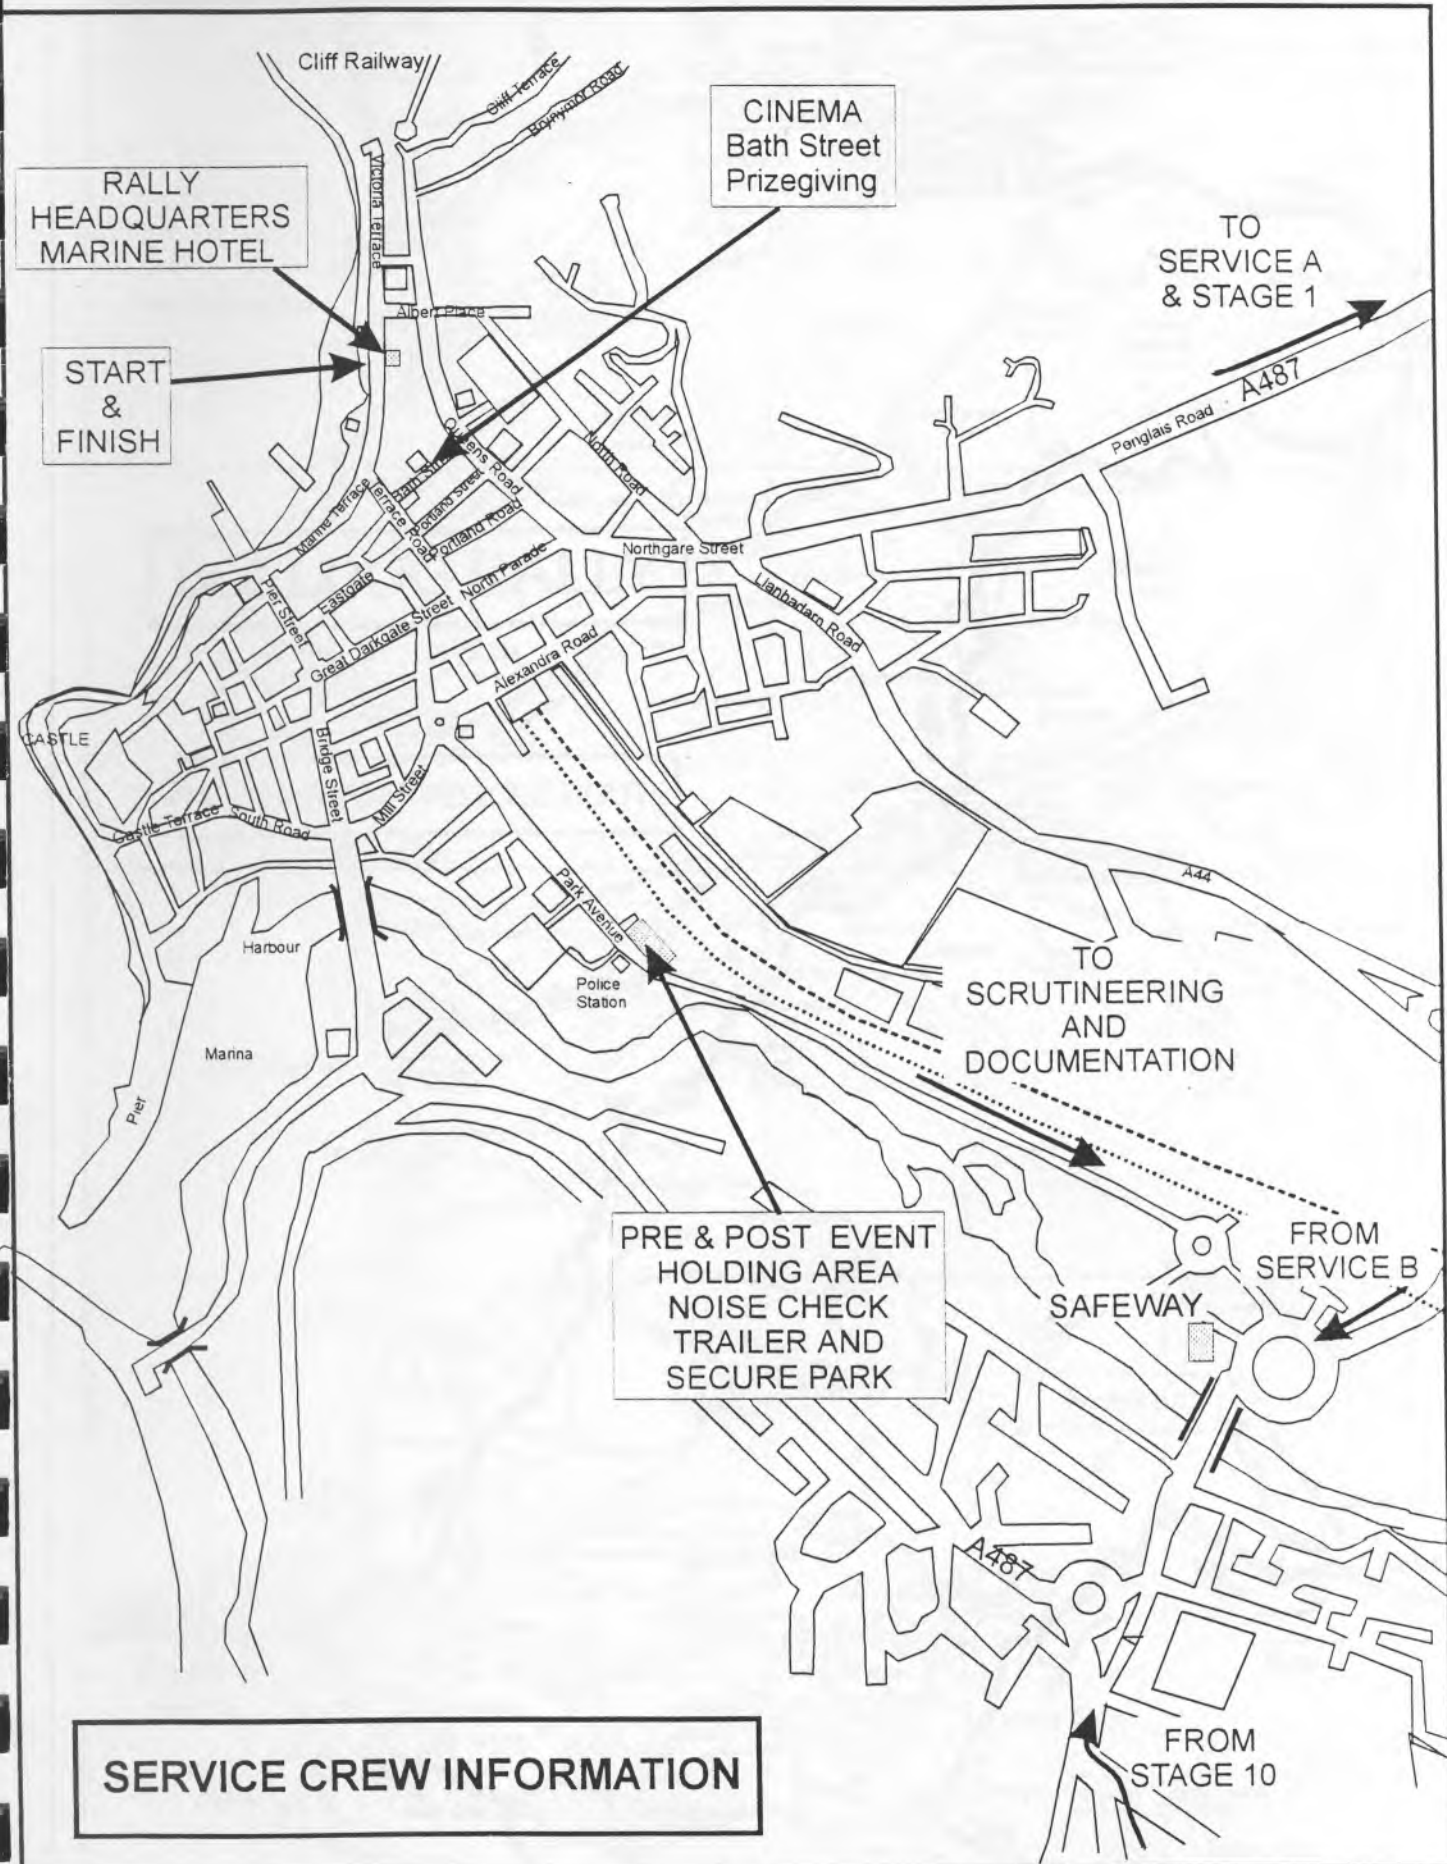 Cliff Railway
Cliff Terrace
Brynymor Road
CINEMA
Bath Street
Prizegiving
RALLY
HEADQUARTERS
MARINE HOTEL
Victoria Terrace
TO
SERVICE A
& STAGE 1
Albert Place
START
&
FINISH
A487
Penglais Road
Queens Road
North Road
Bath Street
Portland Street
Portland Road
Terrace Road
Marine Terrace
North Parade
Northgare Street
Llanbadarn Road
Pier Street
Eastgate
Great Darkgate Street
Alexandra Road
CASTLE
Bridge Street
Mill Street
Castle Terrace
South Road
Park Avenue
A44
Harbour
Police
Station
TO
SCRUTINEERING
AND
DOCUMENTATION
Marina
Pier
PRE & POST EVENT
HOLDING AREA
NOISE CHECK
TRAILER AND
SECURE PARK
FROM
SERVICE B
SAFEWAY
A487
FROM
STAGE 10
SERVICE CREW INFORMATION